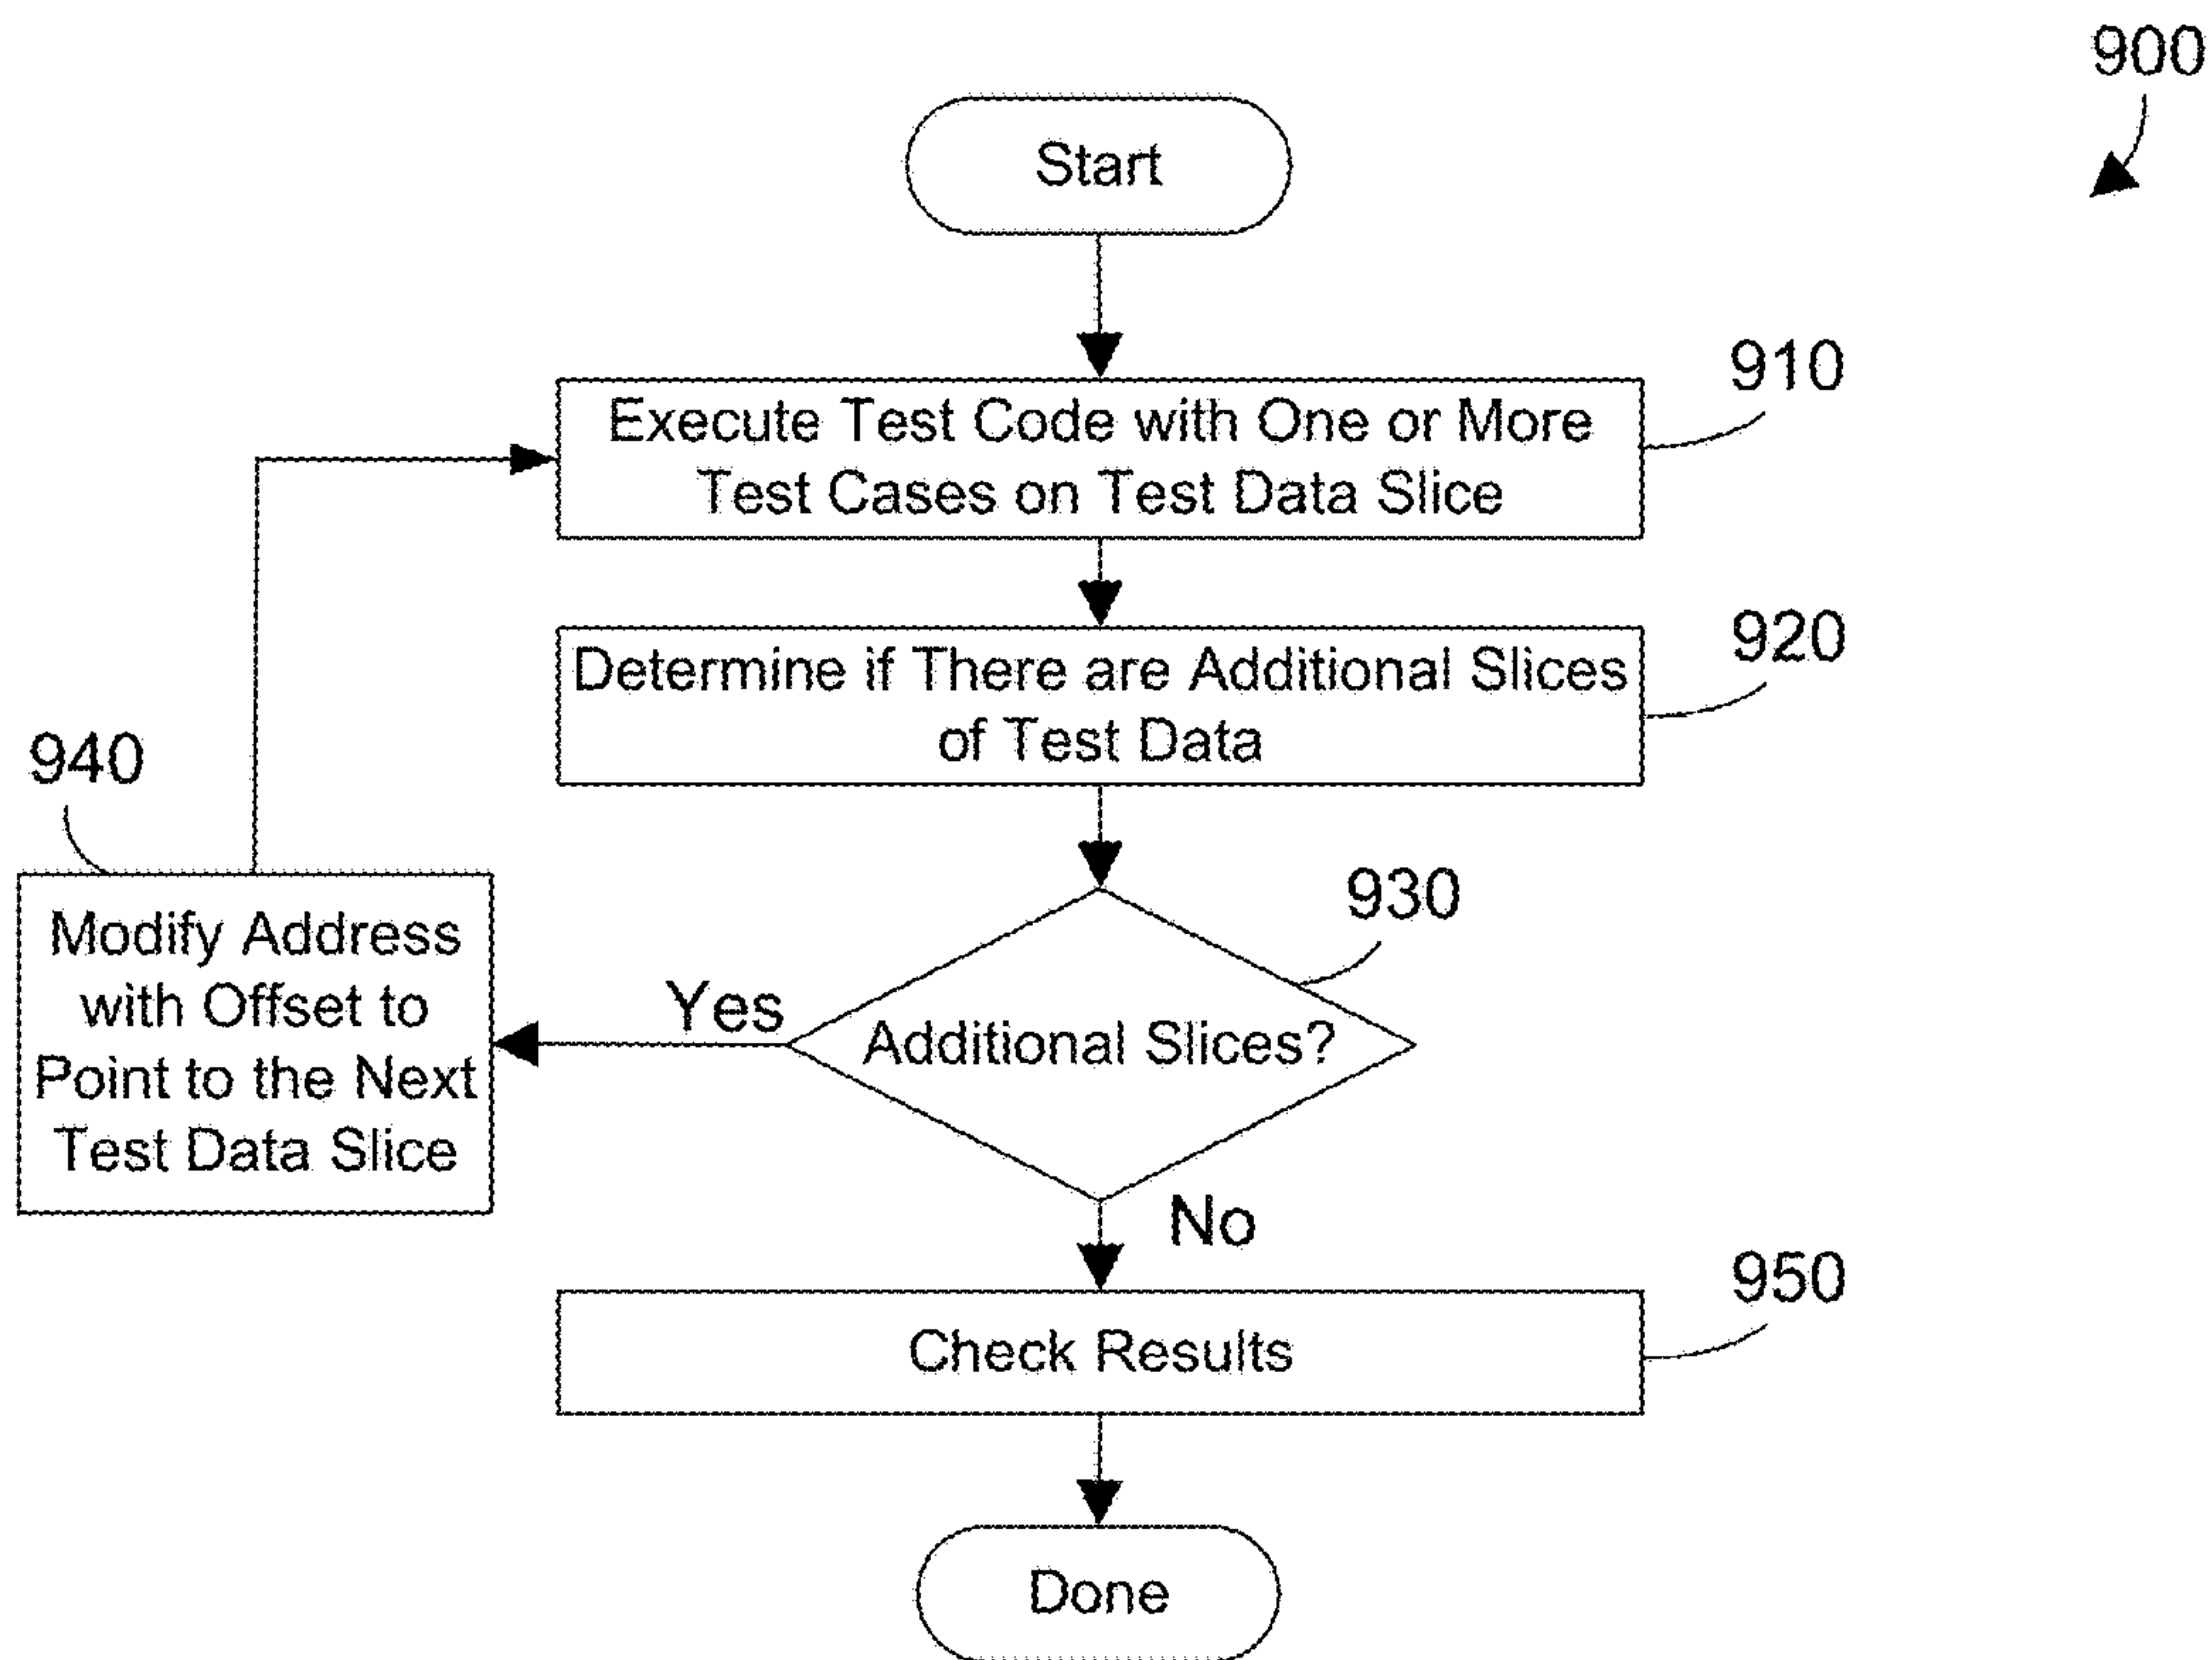 900
Start
910
Execute Test Code with One or More
Test Cases on Test Data Slice
920
Determine if There are Additional Slices
of Test Data
940
Modify Address
with Offset to
Point to the Next
Test Data Slice
930
Yes
Additional Slices?
No
950
Check Results
Done